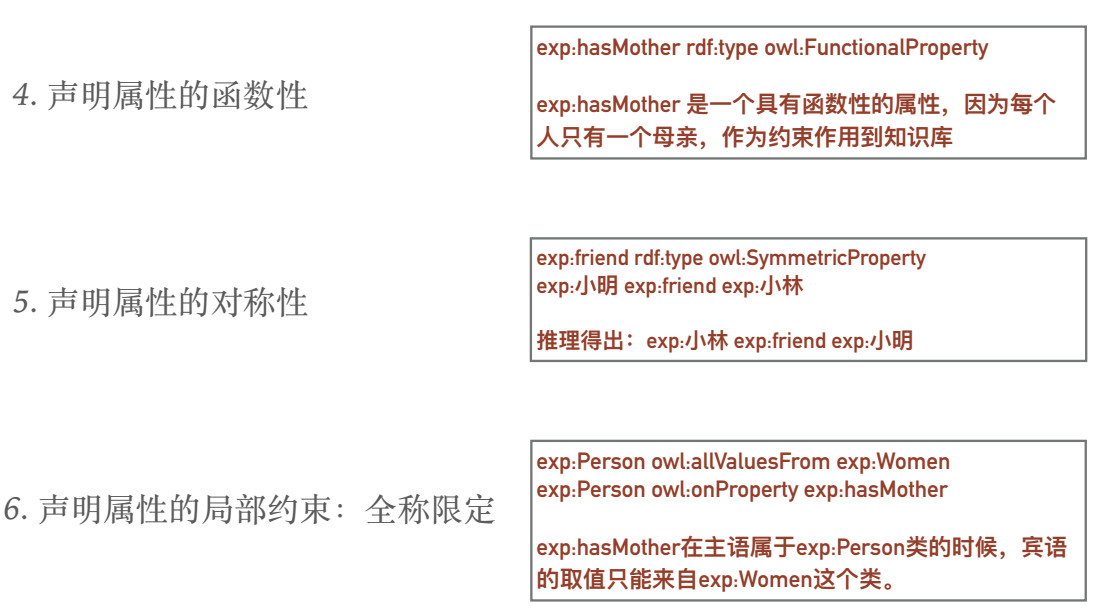 4. 声明属性的函数性
exp:hasMother rdf:type owl:FunctionalProperty
exp:hasMother 是一个具有函数性的属性，因为每个
人只有一个母亲，作为约束作用到知识库
5. 声明属性的对称性
exp:friend rdf:type owl:SymmetricProperty
exp:小明 exp:friend exp:小林
推理得出：exp:小林 exp:friend exp:小明
6. 声明属性的局部约束：全称限定
exp:Person owl:allValuesFrom exp:Women
exp:Person owl:onProperty exp:hasMother
exp:hasMother在主语属于exp:Person类的时候，宾语
的取值只能来自exp:Women这个类。